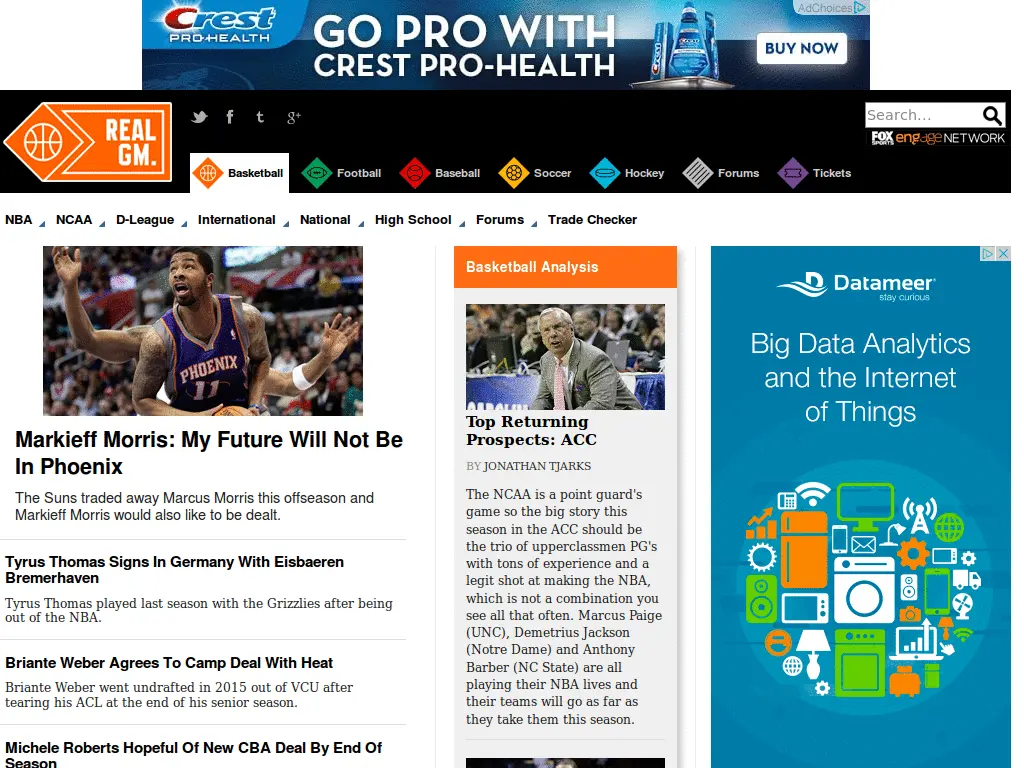 Crest
PRO-HEALTH
GO PRO WITH
CREST PRO-HEALTH
BUY NOW
AdChoices
REAL
GM.
Search...
FOX
SPORTS
engage NETWORK
Basketball
Football
Baseball
Soccer
Hockey
Forums
Tickets
NBA
NCAA
D-League
International
National
High School
Forums
Trade Checker
PHOENIX
11
Markieff Morris: My Future Will Not Be
In Phoenix
The Suns traded away Marcus Morris this offseason and
Markieff Morris would also like to be dealt.
Tyrus Thomas Signs In Germany With Eisbaeren
Bremerhaven
Tyrus Thomas played last season with the Grizzlies after being
out of the NBA.
Briante Weber Agrees To Camp Deal With Heat
Briante Weber went undrafted in 2015 out of VCU after
tearing his ACL at the end of his senior season.
Michele Roberts Hopeful Of New CBA Deal By End Of
Season
Basketball Analysis
Top Returning
Prospects: ACC
BY JONATHAN TJARKS
The NCAA is a point guard's
game so the big story this
season in the ACC should be
the trio of upperclassmen PG's
with tons of experience and a
legit shot at making the NBA,
which is not a combination you
see all that often. Marcus Paige
(UNC), Demetrius Jackson
(Notre Dame) and Anthony
Barber (NC State) are all
playing their NBA lives and
their teams will go as far as
they take them this season.
Datameer
stay curious
Big Data Analytics
and the Internet
of Things